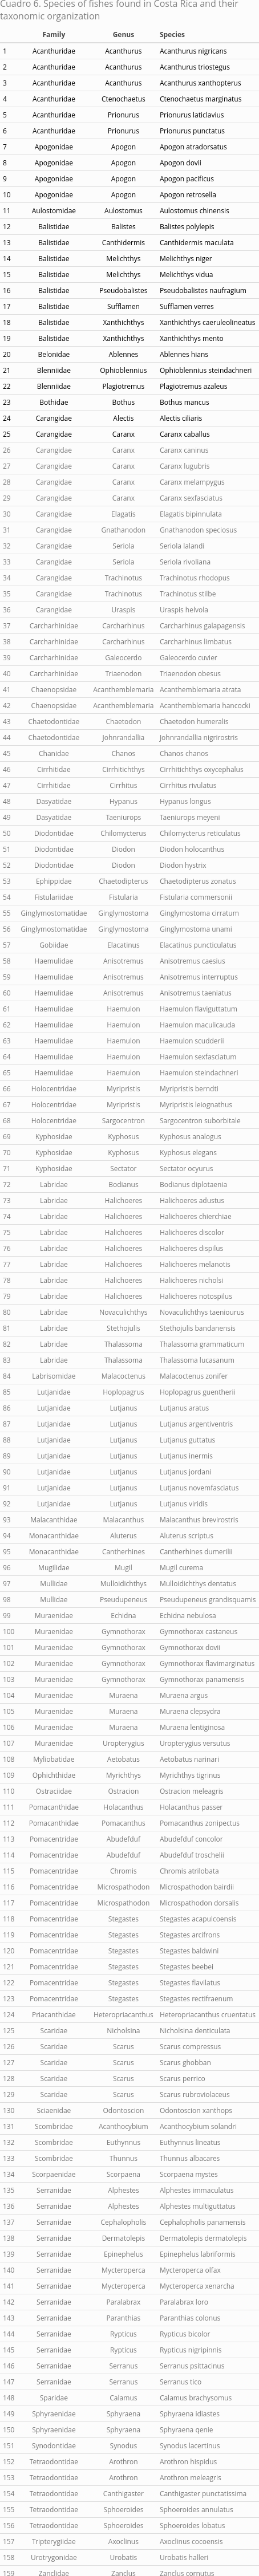 Cuadro 6. Species of fishes found in Costa Rica and their
taxonomic organization
Family Genus Species
1 Acanthuridae Acanthurus Acanthurus nigricans
2 Acanthuridae Acanthurus Acanthurus triostegus
3 Acanthuridae Acanthurus Acanthurus xanthopterus
4 Acanthuridae Ctenochaetus Ctenochaetus marginatus
5 Acanthuridae Prionurus Prionurus laticlavius
6 Acanthuridae Prionurus Prionurus punctatus
7 Apogonidae Apogon Apogon atradorsatus
8 Apogonidae Apogon Apogon dovii
9 Apogonidae Apogon Apogon pacificus
10 Apogonidae Apogon Apogon retrosella
11 Aulostomidae Aulostomus Aulostomus chinensis
12 Balistidae Balistes Balistes polylepis
13 Balistidae Canthidermis Canthidermis maculata
14 Balistidae Melichthys Melichthys niger
15 Balistidae Melichthys Melichthys vidua
16 Balistidae Pseudobalistes Pseudobalistes naufragium
17 Balistidae Sufflamen Sufflamen verres
18 Balistidae Xanthichthys Xanthichthys caeruleolineatus
19 Balistidae Xanthichthys Xanthichthys mento
20 Belonidae Ablennes Ablennes hians
21 Blenniidae Ophioblennius Ophioblennius steindachneri
22 Blenniidae Plagiotremus Plagiotremus azaleus
23 Bothidae Bothus Bothus mancus
24 Carangidae Alectis Alectis ciliaris
25 Carangidae Caranx Caranx caballus
26 Carangidae Caranx Caranx caninus
27 Carangidae Caranx Caranx lugubris
28 Carangidae Caranx Caranx melampygus
29 Carangidae Caranx Caranx sexfasciatus
30 Carangidae Elagatis Elagatis bipinnulata
31 Carangidae Gnathanodon Gnathanodon speciosus
32 Carangidae Seriola Seriola lalandi
33 Carangidae Seriola Seriola rivoliana
34 Carangidae Trachinotus Trachinotus rhodopus
35 Carangidae Trachinotus Trachinotus stilbe
36 Carangidae Uraspis Uraspis helvola
37 Carcharhinidae Carcharhinus Carcharhinus galapagensis
38 Carcharhinidae Carcharhinus Carcharhinus limbatus
39 Carcharhinidae Galeocerdo Galeocerdo cuvier
40 Carcharhinidae Triaenodon Triaenodon obesus
41 Chaenopsidae Acanthemblemaria Acanthemblemaria atrata
42 Chaenopsidae Acanthemblemaria Acanthemblemaria hancocki
43 Chaetodontidae Chaetodon Chaetodon humeralis
44 Chaetodontidae Johnrandallia Johnrandallia nigrirostris
45 Chanidae Chanos Chanos chanos
46 Cirrhitidae Cirrhitichthys Cirrhitichthys oxycephalus
47 Cirrhitidae Cirrhitus Cirrhitus rivulatus
48 Dasyatidae Hypanus Hypanus longus
49 Dasyatidae Taeniurops Taeniurops meyeni
50 Diodontidae Chilomycterus Chilomycterus reticulatus
51 Diodontidae Diodon Diodon holocanthus
52 Diodontidae Diodon Diodon hystrix
53 Ephippidae Chaetodipterus Chaetodipterus zonatus
54 Fistulariidae Fistularia Fistularia commersonii
55 Ginglymostomatidae Ginglymostoma Ginglymostoma cirratum
56 Ginglymostomatidae Ginglymostoma Ginglymostoma unami
57 Gobiidae Elacatinus Elacatinus puncticulatus
58 Haemulidae Anisotremus Anisotremus caesius
59 Haemulidae Anisotremus Anisotremus interruptus
60 Haemulidae Anisotremus Anisotremus taeniatus
61 Haemulidae Haemulon Haemulon flaviguttatum
62 Haemulidae Haemulon Haemulon maculicauda
63 Haemulidae Haemulon Haemulon scudderii
64 Haemulidae Haemulon Haemulon sexfasciatum
65 Haemulidae Haemulon Haemulon steindachneri
66 Holocentridae Myripristis Myripristis berndti
67 Holocentridae Myripristis Myripristis leiognathus
68 Holocentridae Sargocentron Sargocentron suborbitale
69 Kyphosidae Kyphosus Kyphosus analogus
70 Kyphosidae Kyphosus Kyphosus elegans
71 Kyphosidae Sectator Sectator ocyurus
72 Labridae Bodianus Bodianus diplotaenia
73 Labridae Halichoeres Halichoeres adustus
74 Labridae Halichoeres Halichoeres chierchiae
75 Labridae Halichoeres Halichoeres discolor
76 Labridae Halichoeres Halichoeres dispilus
77 Labridae Halichoeres Halichoeres melanotis
78 Labridae Halichoeres Halichoeres nicholsi
79 Labridae Halichoeres Halichoeres notospilus
80 Labridae Novaculichthys Novaculichthys taeniourus
81 Labridae Stethojulis Stethojulis bandanensis
82 Labridae Thalassoma Thalassoma grammaticum
83 Labridae Thalassoma Thalassoma lucasanum
84 Labrisomidae Malacoctenus Malacoctenus zonifer
85 Lutjanidae Hoplopagrus Hoplopagrus guentherii
86 Lutjanidae Lutjanus Lutjanus aratus
87 Lutjanidae Lutjanus Lutjanus argentiventris
88 Lutjanidae Lutjanus Lutjanus guttatus
89 Lutjanidae Lutjanus Lutjanus inermis
90 Lutjanidae Lutjanus Lutjanus jordani
91 Lutjanidae Lutjanus Lutjanus novemfasciatus
92 Lutjanidae Lutjanus Lutjanus viridis
93 Malacanthidae Malacanthus Malacanthus brevirostris
94 Monacanthidae Aluterus Aluterus scriptus
95 Monacanthidae Cantherhines Cantherhines dumerilii
96 Mugilidae Mugil Mugil curema
97 Mullidae Mulloidichthys Mulloidichthys dentatus
98 Mullidae Pseudupeneus Pseudupeneus grandisquamis
99 Muraenidae Echidna Echidna nebulosa
100 Muraenidae Gymnothorax Gymnothorax castaneus
101 Muraenidae Gymnothorax Gymnothorax dovii
102 Muraenidae Gymnothorax Gymnothorax flavimarginatus
103 Muraenidae Gymnothorax Gymnothorax panamensis
104 Muraenidae Muraena Muraena argus
105 Muraenidae Muraena Muraena clepsydra
106 Muraenidae Muraena Muraena lentiginosa
107 Muraenidae Uropterygius Uropterygius versutus
108 Myliobatidae Aetobatus Aetobatus narinari
109 Ophichthidae Myrichthys Myrichthys tigrinus
110 Ostraciidae Ostracion Ostracion meleagris
111 Pomacanthidae Holacanthus Holacanthus passer
112 Pomacanthidae Pomacanthus Pomacanthus zonipectus
113 Pomacentridae Abudefduf Abudefduf concolor
114 Pomacentridae Abudefduf Abudefduf troschelii
115 Pomacentridae Chromis Chromis atrilobata
116 Pomacentridae Microspathodon Microspathodon bairdii
117 Pomacentridae Microspathodon Microspathodon dorsalis
118 Pomacentridae Stegastes Stegastes acapulcoensis
119 Pomacentridae Stegastes Stegastes arcifrons
120 Pomacentridae Stegastes Stegastes baldwini
121 Pomacentridae Stegastes Stegastes beebei
122 Pomacentridae Stegastes Stegastes flavilatus
123 Pomacentridae Stegastes Stegastes rectifraenum
124 Priacanthidae Heteropriacanthus Heteropriacanthus cruentatus
125 Scaridae Nicholsina Nicholsina denticulata
126 Scaridae Scarus Scarus compressus
127 Scaridae Scarus Scarus ghobban
128 Scaridae Scarus Scarus perrico
129 Scaridae Scarus Scarus rubroviolaceus
130 Sciaenidae Odontoscion Odontoscion xanthops
131 Scombridae Acanthocybium Acanthocybium solandri
132 Scombridae Euthynnus Euthynnus lineatus
133 Scombridae Thunnus Thunnus albacares
134 Scorpaenidae Scorpaena Scorpaena mystes
135 Serranidae Alphestes Alphestes immaculatus
136 Serranidae Alphestes Alphestes multiguttatus
137 Serranidae Cephalopholis Cephalopholis panamensis
138 Serranidae Dermatolepis Dermatolepis dermatolepis
139 Serranidae Epinephelus Epinephelus labriformis
140 Serranidae Mycteroperca Mycteroperca olfax
141 Serranidae Mycteroperca Mycteroperca xenarcha
142 Serranidae Paralabrax Paralabrax loro
143 Serranidae Paranthias Paranthias colonus
144 Serranidae Rypticus Rypticus bicolor
145 Serranidae Rypticus Rypticus nigripinnis
146 Serranidae Serranus Serranus psittacinus
147 Serranidae Serranus Serranus tico
148 Sparidae Calamus Calamus brachysomus
149 Sphyraenidae Sphyraena Sphyraena idiastes
150 Sphyraenidae Sphyraena Sphyraena qenie
151 Synodontidae Synodus Synodus lacertinus
152 Tetraodontidae Arothron Arothron hispidus
153 Tetraodontidae Arothron Arothron meleagris
154 Tetraodontidae Canthigaster Canthigaster punctatissima
155 Tetraodontidae Sphoeroides Sphoeroides annulatus
156 Tetraodontidae Sphoeroides Sphoeroides lobatus
157 Tripterygiidae Axoclinus Axoclinus cocoensis
158 Urotrygonidae Urobatis Urobatis halleri
159 Zanclidae Zanclus Zanclus cornutus